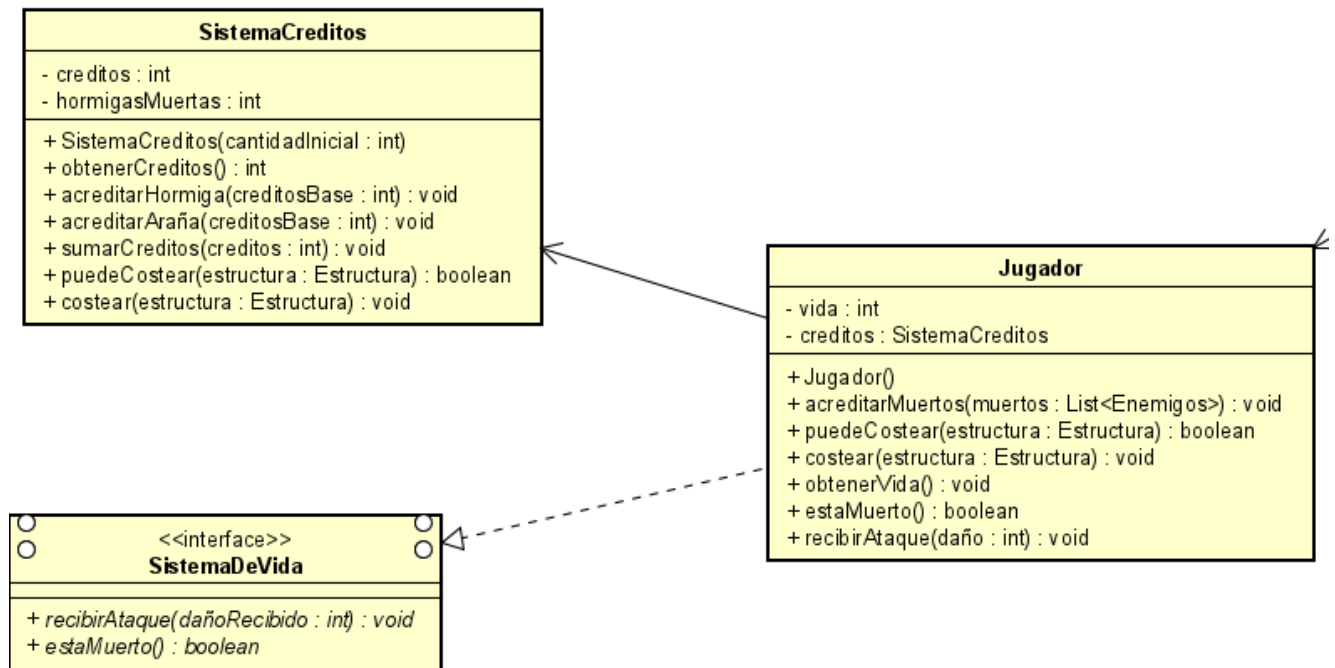 SistemaCreditos
- creditos : int
- hormigasMuertas : int
+ SistemaCreditos(cantidadInicial : int)
+ obtenerCreditos() : int
+ acreditarHormiga(creditosBase : int) : void
+ acreditarAraña(creditosBase : int) : void
+ sumarCreditos(creditos : int) : void
+ puedeCostear(estructura : Estructura) : boolean
+ costear(estructura : Estructura) : void
Jugador
- vida : int
- creditos : SistemaCreditos
+ Jugador()
+ acreditarMuertos(muertos : List<Enemigos>) : void
+ puedeCostear(estructura : Estructura) : boolean
+ costear(estructura : Estructura) : void
+ obtenerVida() : void
+ estaMuerto() : boolean
+ recibirAtaque(daño : int) : void
<<interface>>
SistemaDeVida
+ recibirAtaque(dañoRecibido : int) : void
+ estaMuerto() : boolean